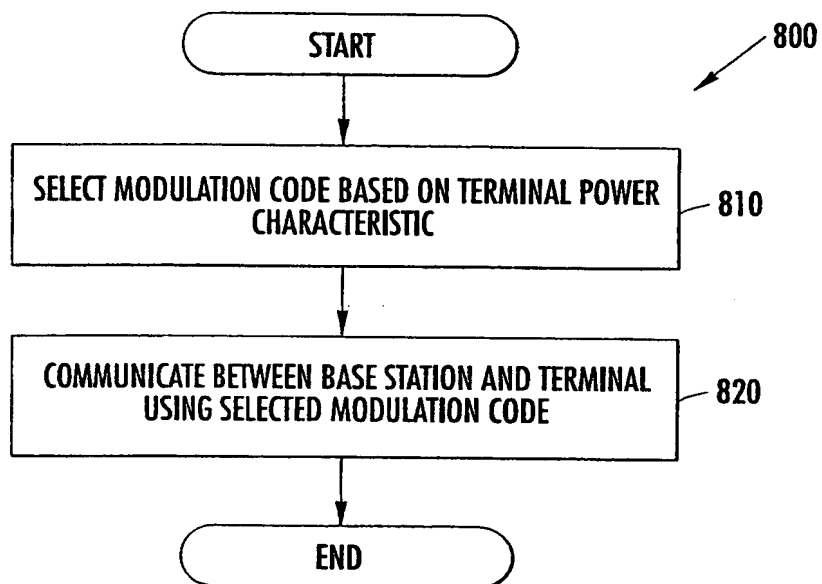 START
800
SELECT MODULATION CODE BASED ON TERMINAL POWER
CHARACTERISTIC
810
COMMUNICATE BETWEEN BASE STATION AND TERMINAL
USING SELECTED MODULATION CODE
820
END